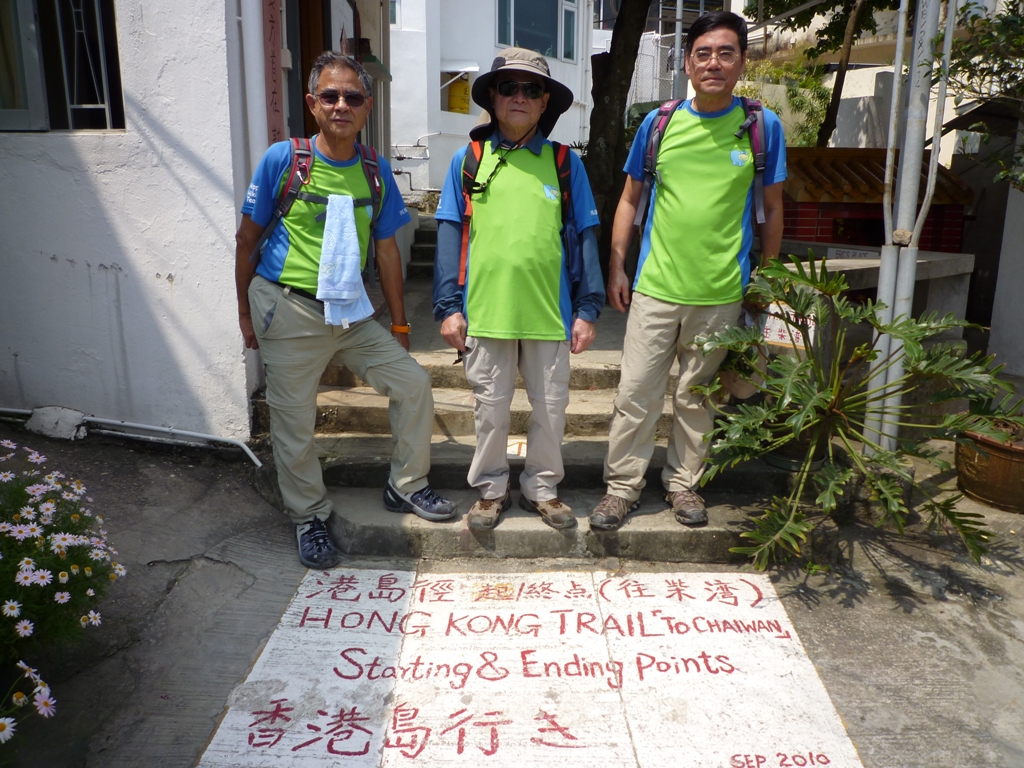 港島徑 起/終点(往柴湾)
HONG KONG TRAIL「TO CHAIWAN」
Starting & Ending Points
香港島行き
SEP 2010